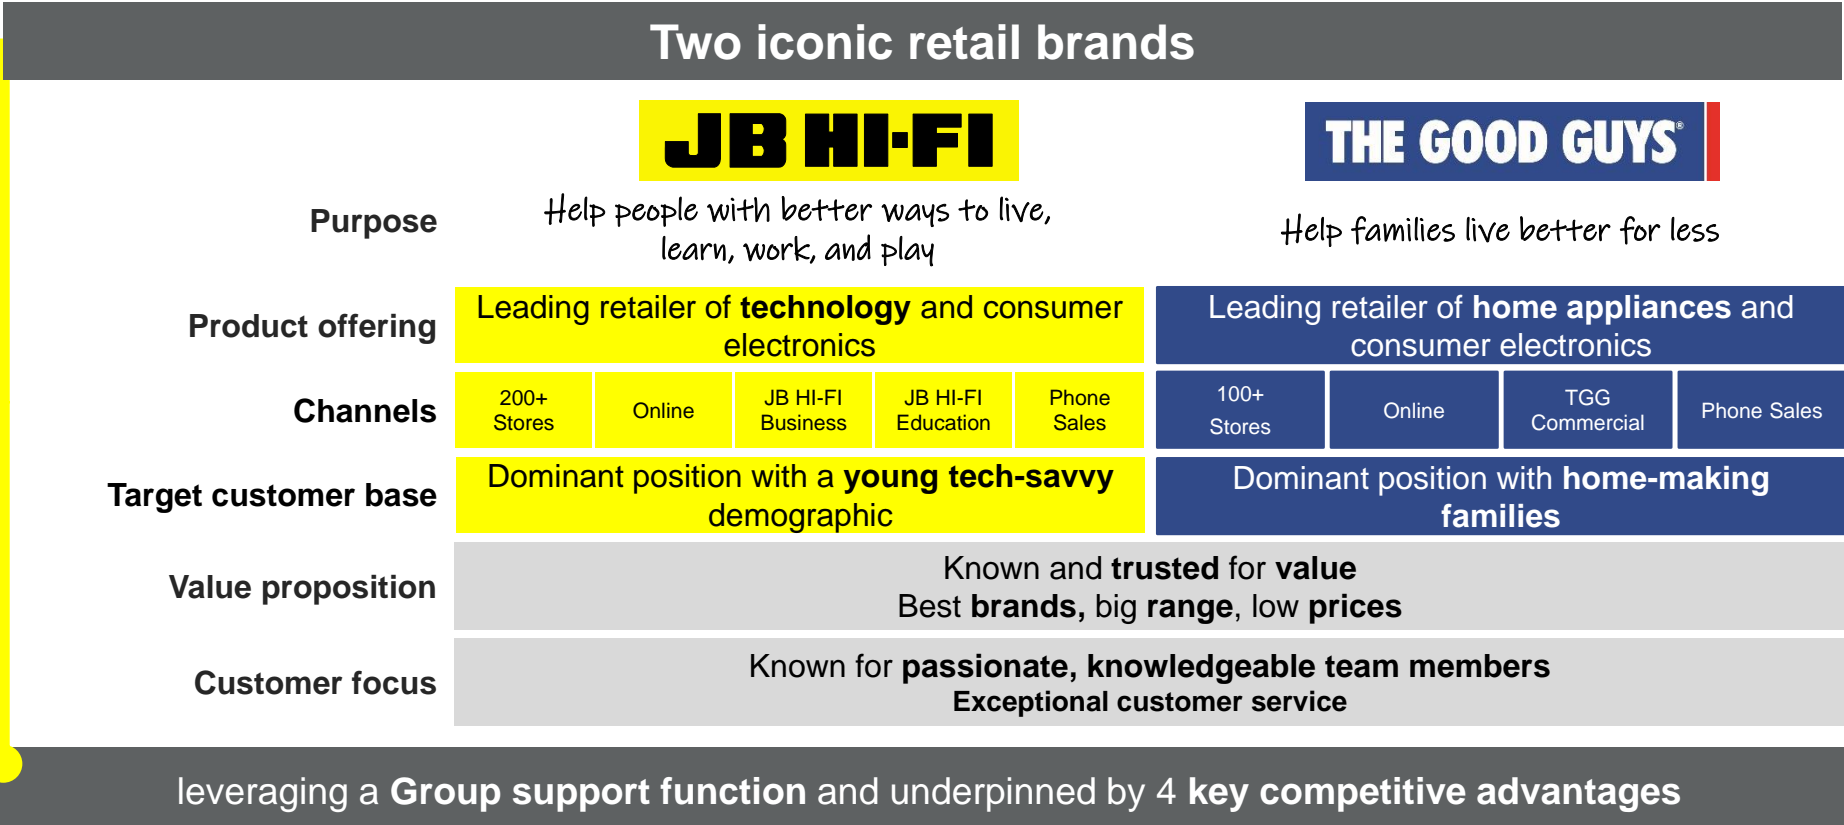 Two iconic retail brands
JB HI-FI
THE GOOD GUYS®
Purpose
Help people with better ways to live,
learn, work, and play
Help families live better for less
Product offering
Leading retailer of technology and consumer
electronics
Leading retailer of home appliances and
consumer electronics
Channels
200+
Stores
Online
JB HI-FI
Business
JB HI-FI
Education
Phone
Sales
100+
Stores
Online
TGG
Commercial
Phone Sales
Target customer base
Dominant position with a young tech-savvy
demographic
Dominant position with home-making
families
Value proposition
Known and trusted for value
Best brands, big range, low prices
Customer focus
Known for passionate, knowledgeable team members
Exceptional customer service
leveraging a Group support function and underpinned by 4 key competitive advantages